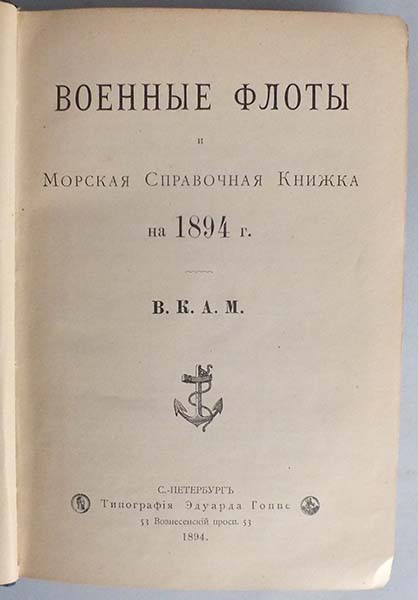 ВОЕННЫЕ ФЛОТЫ
и
Морская Справочная Книжка
на 1894 г.
В. К. А. М.
С.-ПЕТЕРБУРГЪ
Типографія Эдуарда Гоппе
53 Вознесенскій просп. 53
1894.